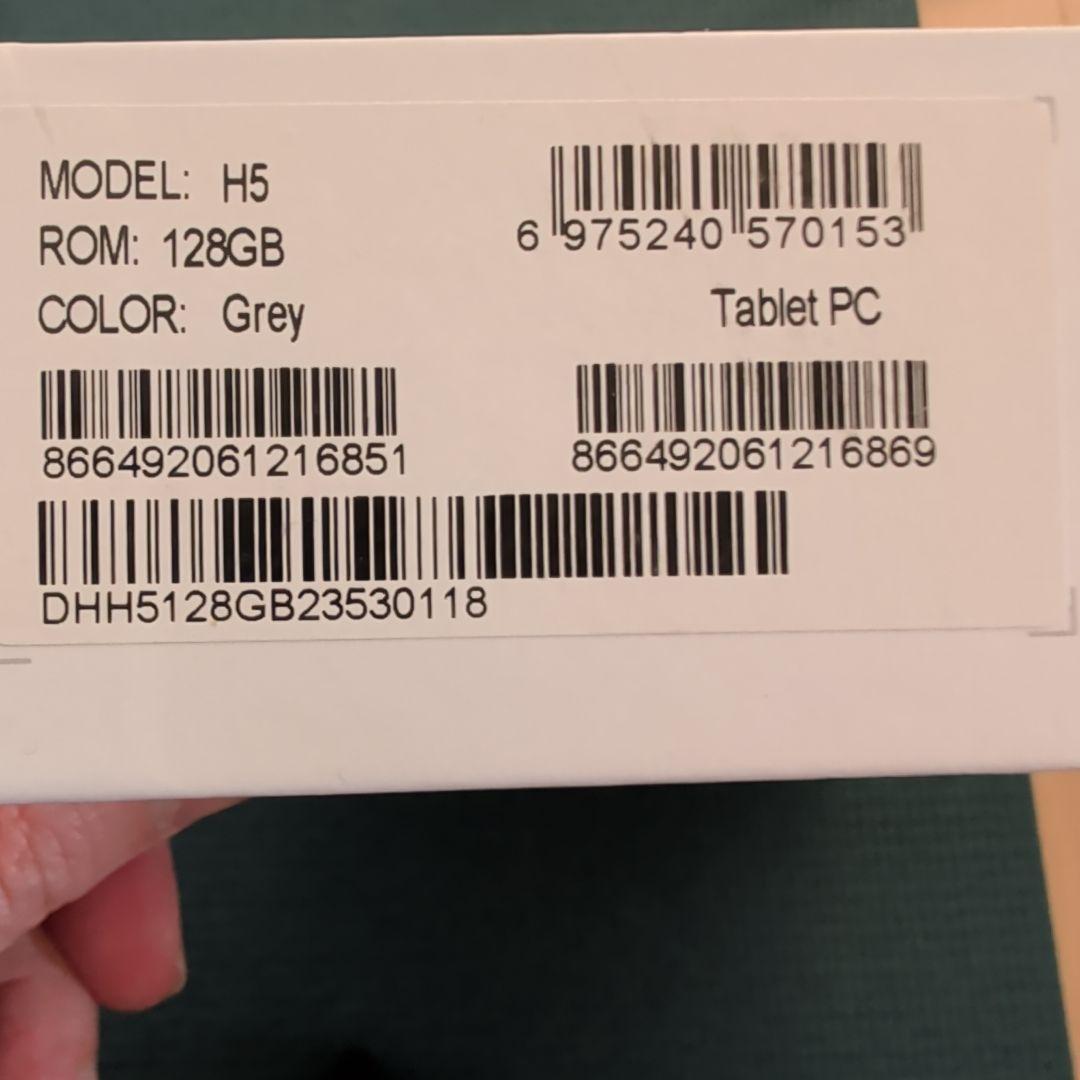 MODEL: H5
ROM: 128GB
COLOR: Grey
6 975240 570153
Tablet PC
866492061216851
866492061216869
DHH5128GB23530118